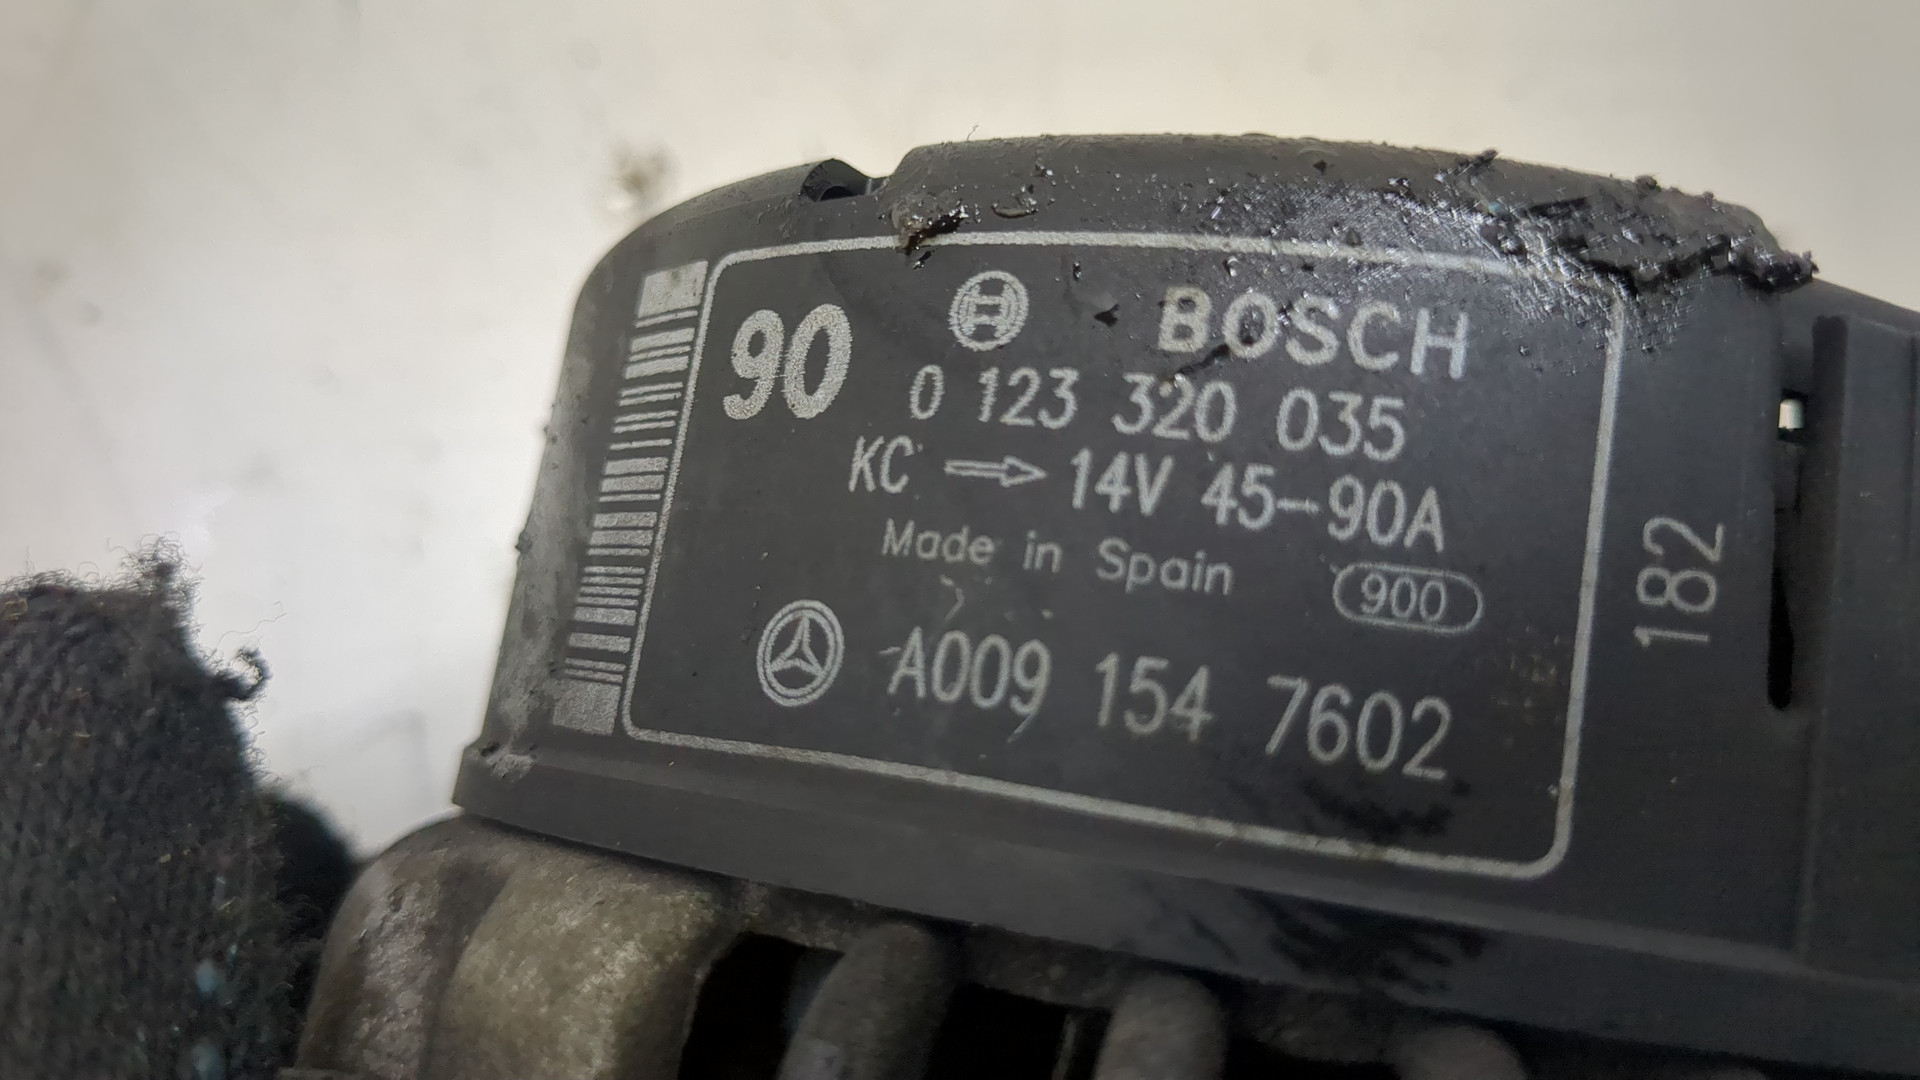 90 BOSCH
0 123 320 035
KC → 14V 45-90A
Made in Spain 900
A009 154 7602
182